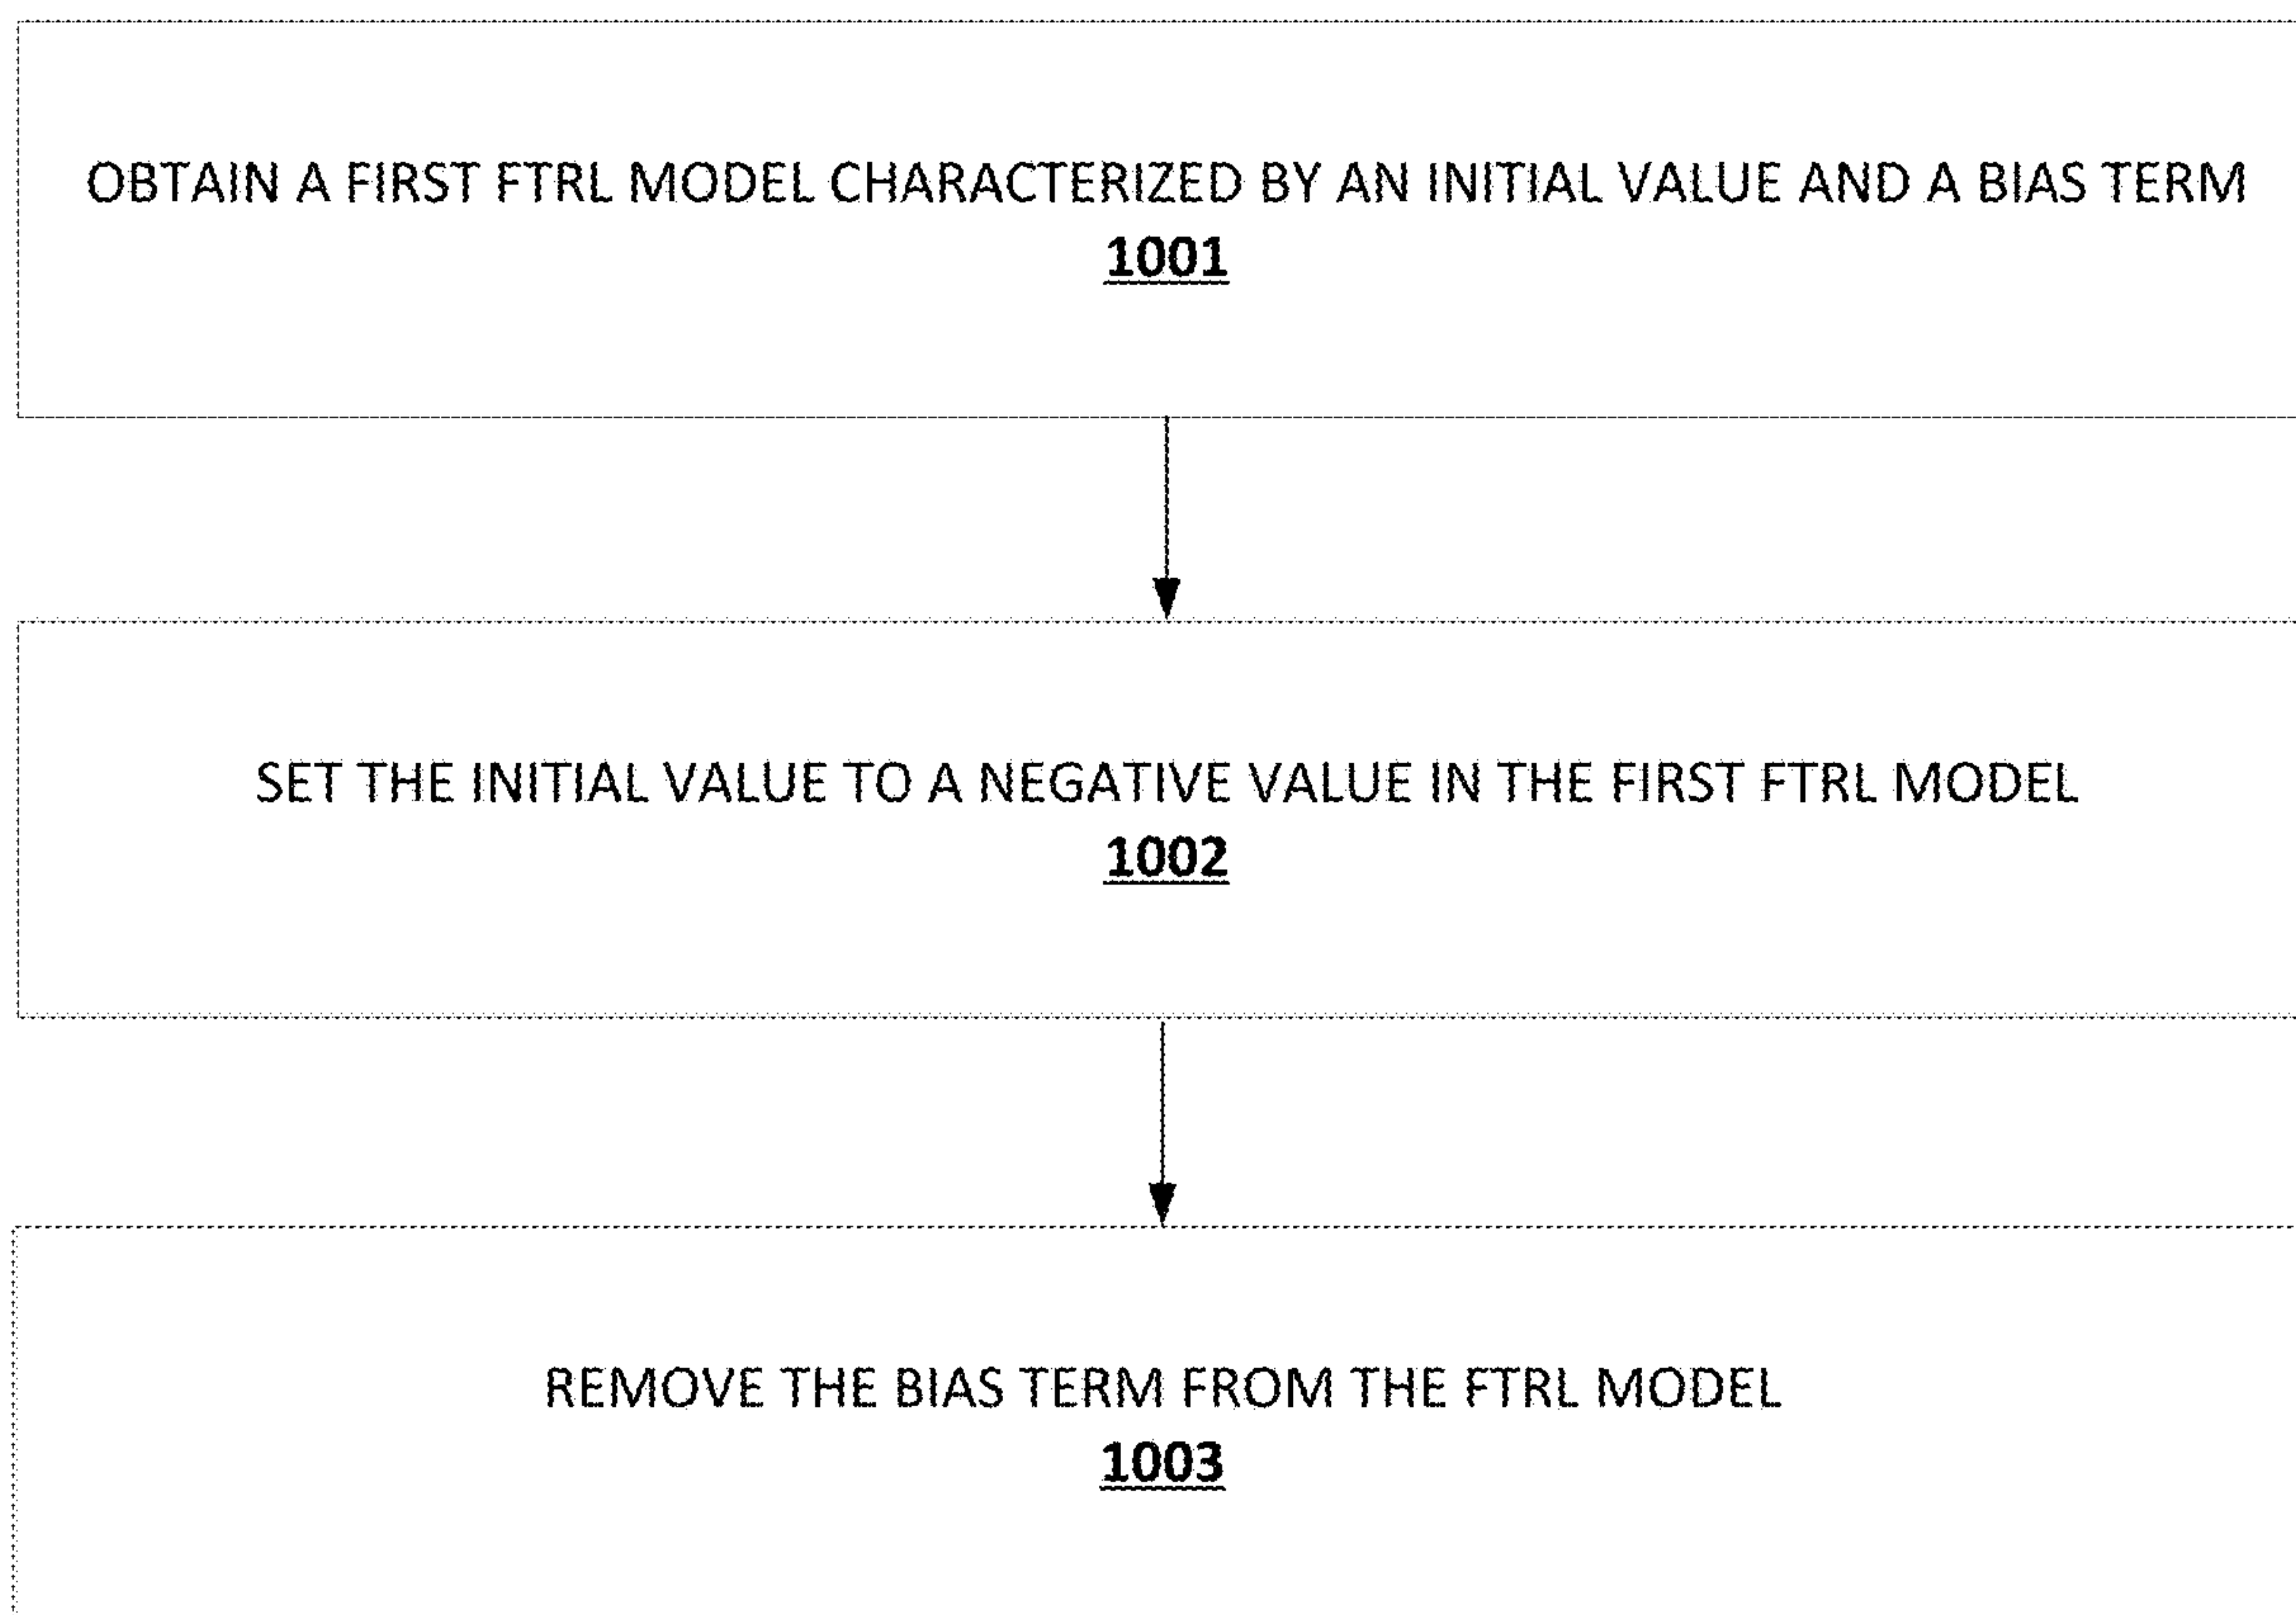 OBTAIN A FIRST FTRL MODEL CHARACTERIZED BY AN INITIAL VALUE AND A BIAS TERM
1001
SET THE INITIAL VALUE TO A NEGATIVE VALUE IN THE FIRST FTRL MODEL
1002
REMOVE THE BIAS TERM FROM THE FTRL MODEL
1003